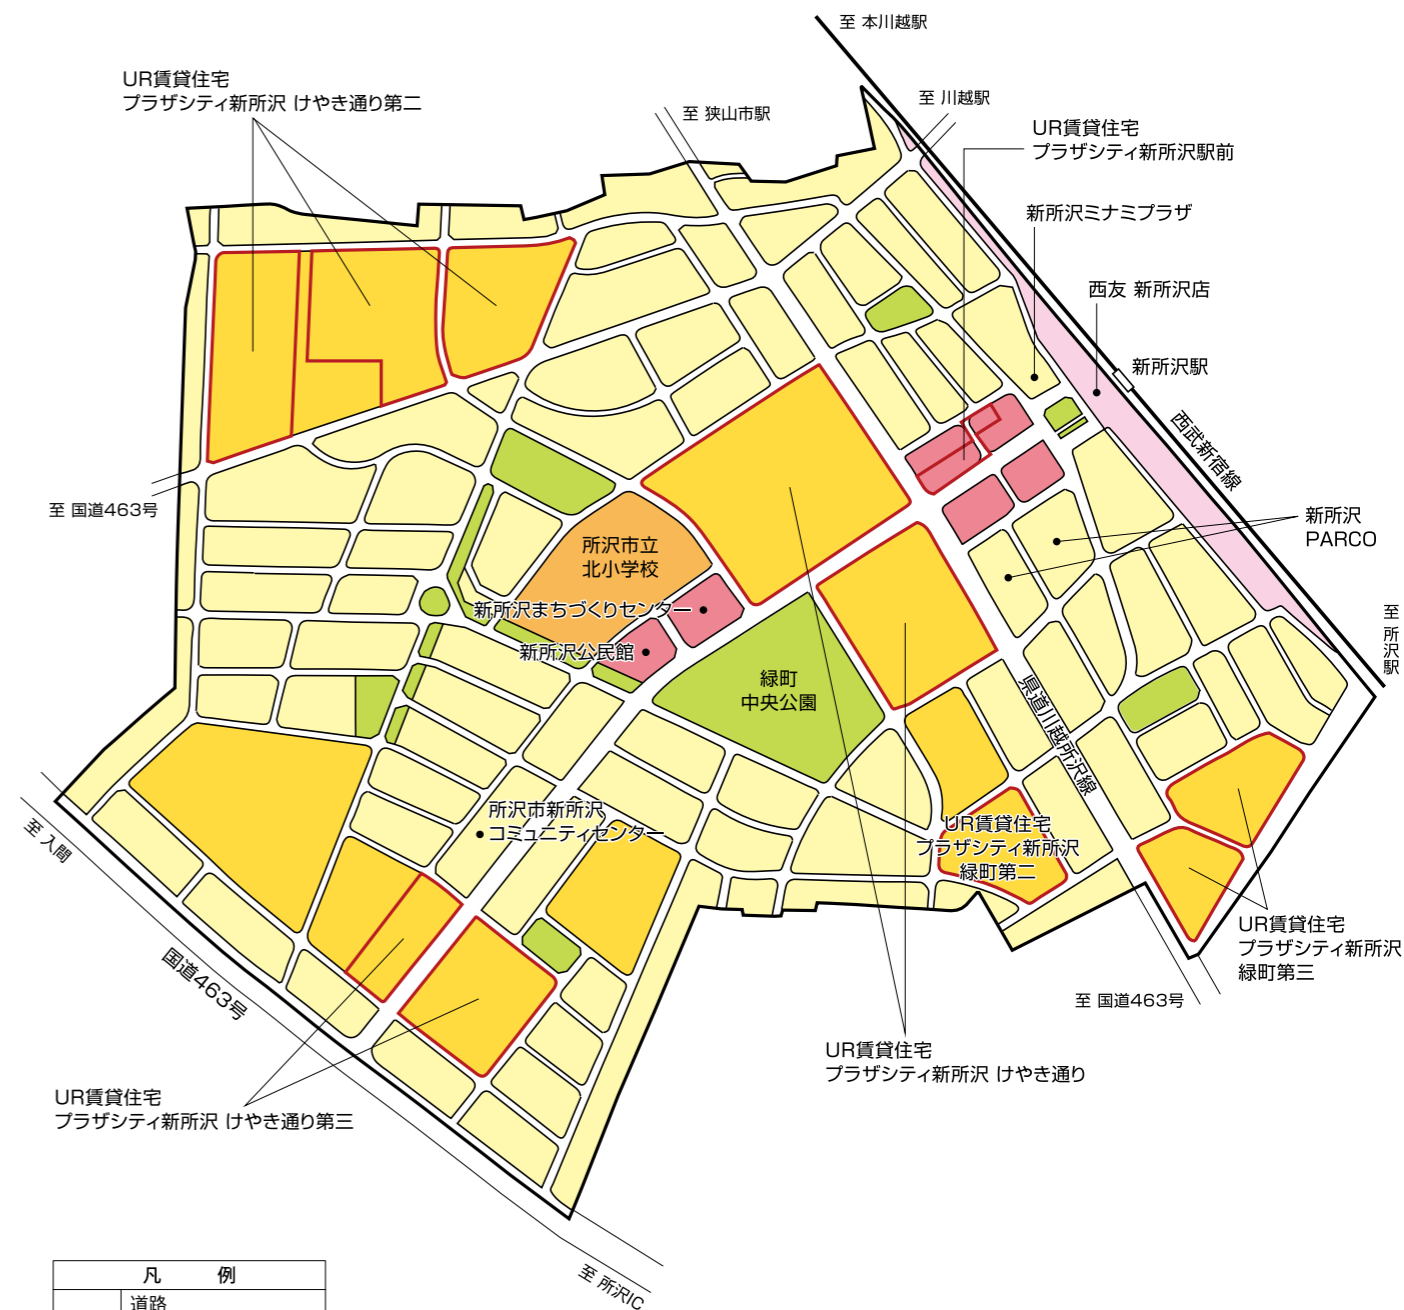 至 本川越駅
UR賃貸住宅
プラザシティ新所沢 けやき通り第二
至 川越駅
至 狭山市駅
UR賃貸住宅
プラザシティ新所沢駅前
新所沢ミナミプラザ
西友 新所沢店
新所沢駅
西武新宿線
至 国道463号
新所沢
PARCO
所沢市立
北小学校
新所沢まちづくりセンター
新所沢公民館
至 所沢駅
緑町
中央公園
県道川越所沢線
所沢市新所沢
コミュニティセンター
UR賃貸住宅
プラザシティ新所沢
緑町第二
至 入間
国道463号
UR賃貸住宅
プラザシティ新所沢
緑町第三
至 国道463号
UR賃貸住宅
プラザシティ新所沢 けやき通り
UR賃貸住宅
プラザシティ新所沢 けやき通り第三
至 所沢IC
凡 例
道路